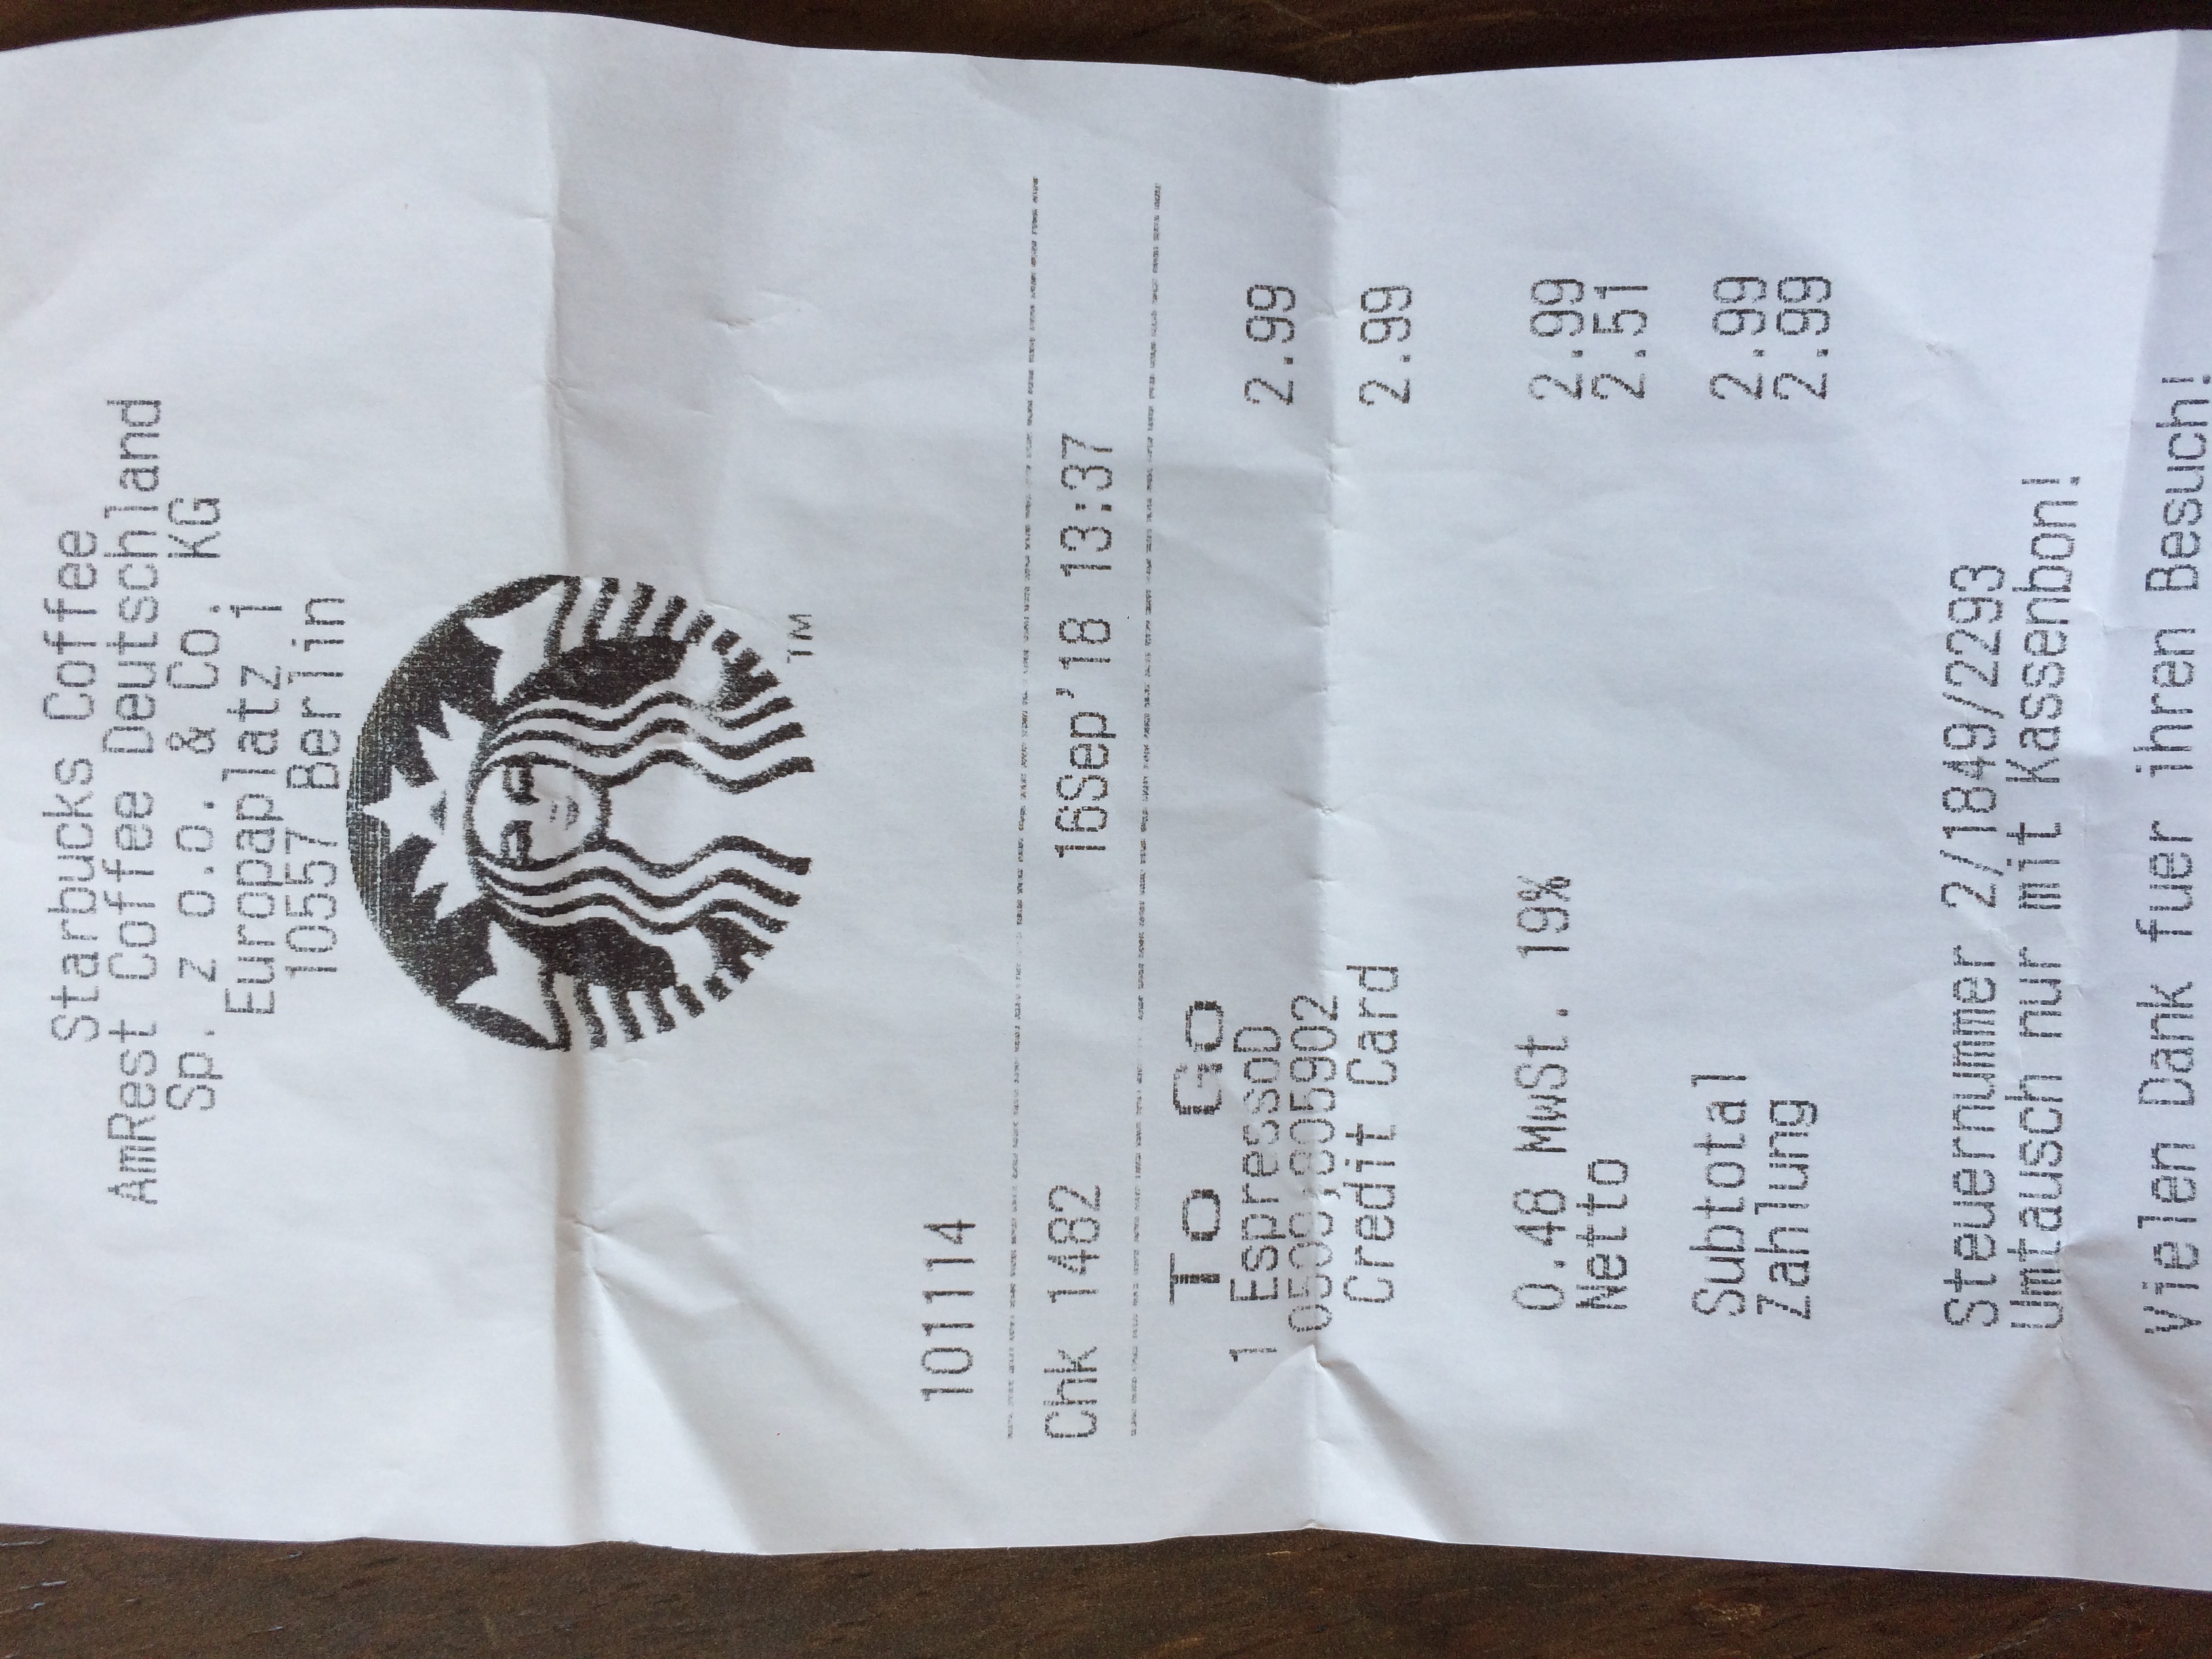 Starbucks Coffee
AmRest Coffee Deutschland
Sp. z o.o. & Co. KG
Europaplatz 1
10557 Berlin
TM
101114
Chk 1482 16Sep'18 13:37
To Go
1 EspressoD 2.99
0500,805902
Credit Card 2.99
0.48 MwSt. 19% 2.99
Netto 2.51
Subtotal 2.99
Zahlung 2.99
Steuernummer 2/1849/2293
Umtausch nur mit Kassenbon!
Vielen Dank fuer ihren Besuch!